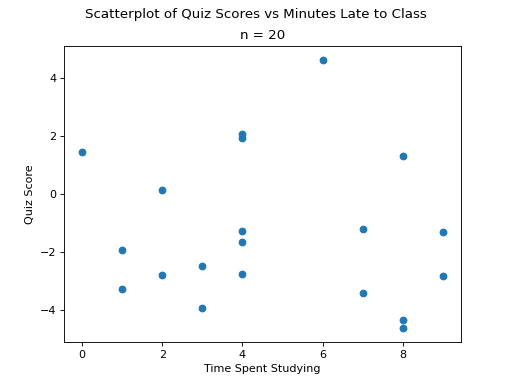 Scatterplot of Quiz Scores vs Minutes Late to Class
n = 20
4
2
0
−2
−4
Quiz Score
0 2 4 6 8
Time Spent Studying